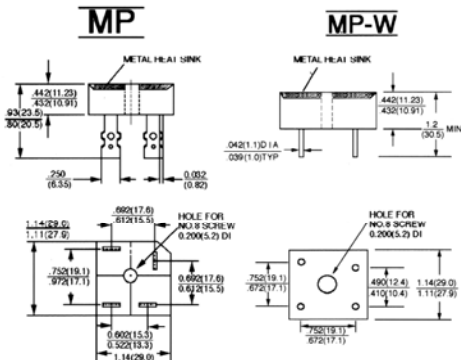 MP
MP-W
METAL HEAT SINK
METAL HEAT SINK
.442(11.23)
.432(10.91)
.93(23.5)
.80(20.5)
.442(11.23)
.432(10.91)
1.2
(30.5)
MIN
.042(1.1)DIA
.039(1.0)TYP
.250
(6.35)
0.032
(0.82)
.692(17.6)
.612(15.5)
HOLE FOR
NO.8 SCREW
0.200(5.2) DI
HOLE FOR
NO.8 SCREW
0.200(5.2) DI
1.14(29.0)
1.11(27.9)
.752(19.1)
.972(17.1)
0.692(17.6)
0.612(15.5)
.752(19.1)
.672(17.1)
.490(12.4)
.410(10.4)
1.14(29.0)
1.11(27.9)
0.602(15.3)
0.522(13.3)
1.14(29.0)
.752(19.1)
.672(17.1)